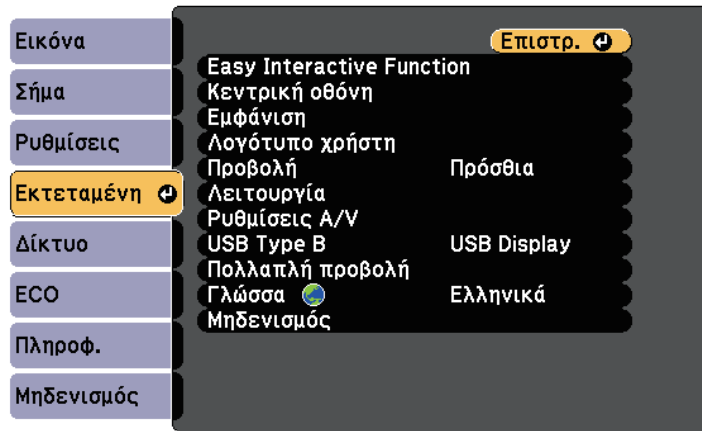 Εικόνα
Σήμα
Ρυθμίσεις
Εκτεταμένη
Δίκτυο
ECO
Πληροφ.
Μηδενισμός
Επιστρ.
Easy Interactive Function
Κεντρική οθόνη
Εμφάνιση
Λογότυπο χρήστη
Προβολή Πρόσθια
Λειτουργία
Ρυθμίσεις A/V
USB Type B USB Display
Πολλαπλή προβολή
Γλώσσα Ελληνικά
Μηδενισμός